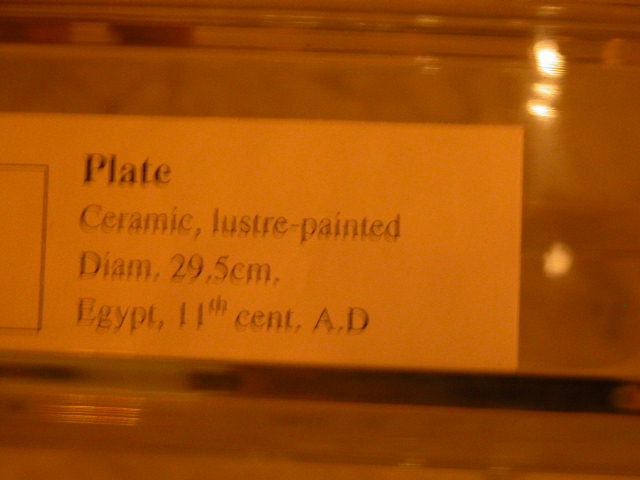 Plate
Ceramic, lustre-painted
Diam. 29,5cm,
Egypt, 11th cent. A.D